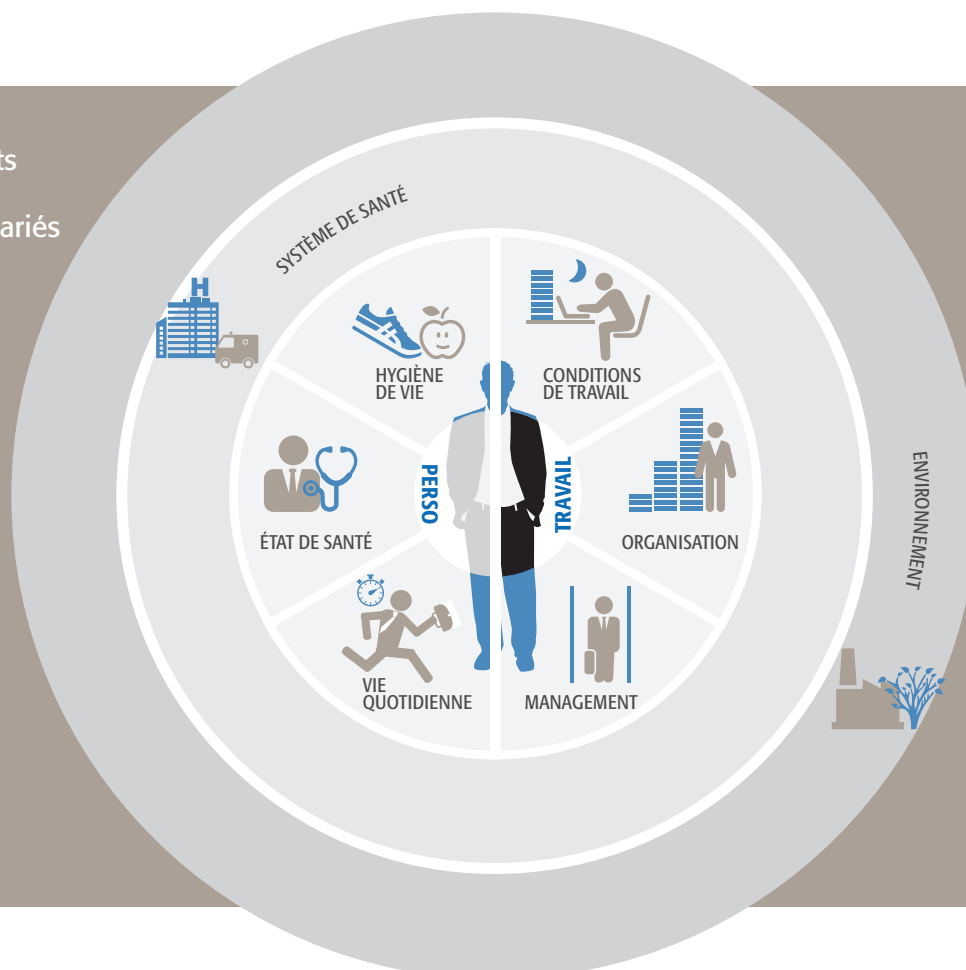 ts
ariés
SYSTÈME DE SANTÉ
H
HYGIÈNE
DE VIE
CONDITIONS
DE TRAVAIL
PERSO
TRAVAIL
ENVIRONNEMENT
ÉTAT DE SANTÉ
ORGANISATION
VIE
QUOTIDIENNE
MANAGEMENT